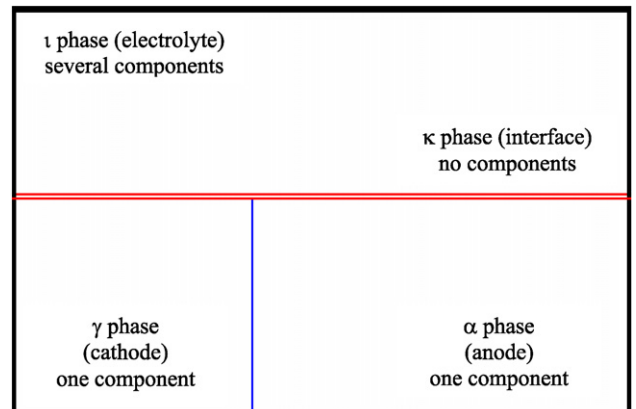 ι phase (electrolyte)
several components
κ phase (interface)
no components
γ phase
(cathode)
one component
α phase
(anode)
one component